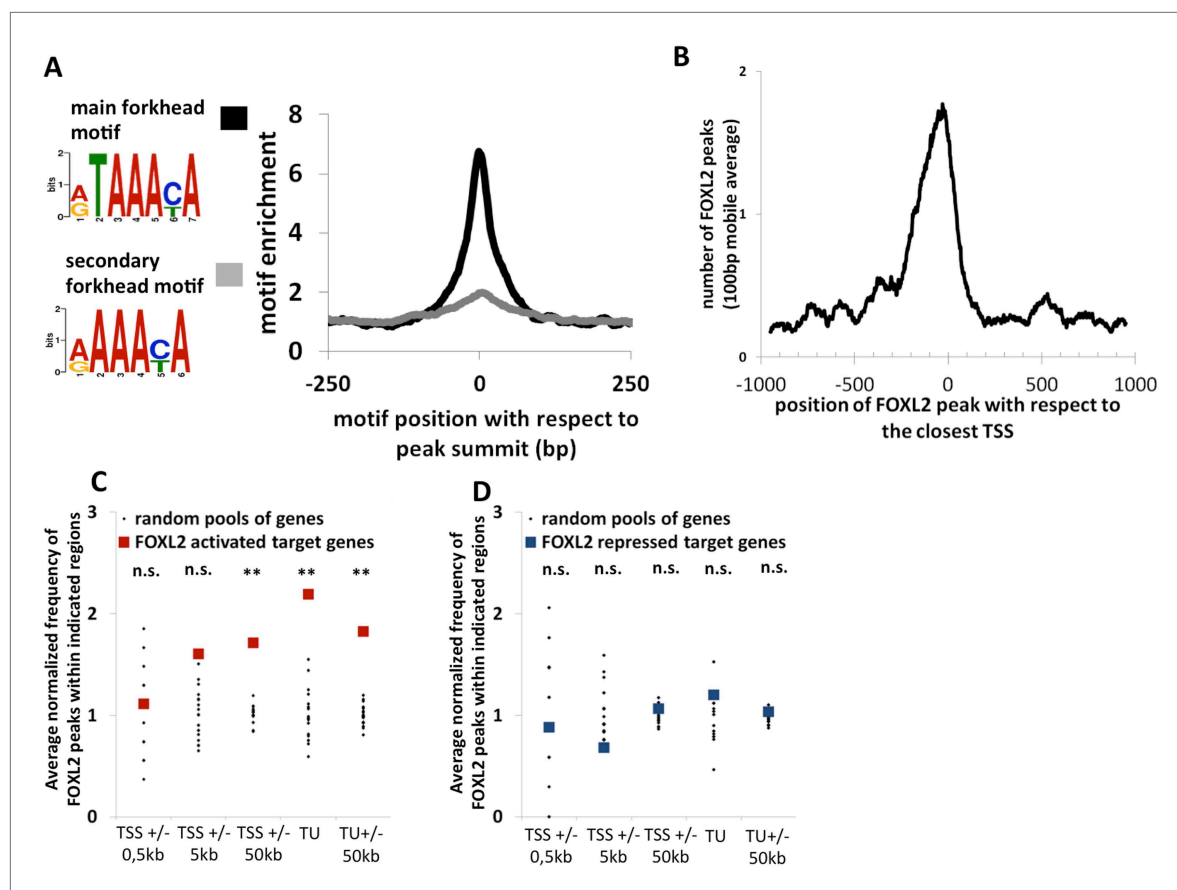 A
main forkhead
motif
bits
2
1
0
A
G
TAAA
C
T
A
1 2 3 4 5 6 7
secondary
forkhead motif
bits
2
1
0
A
G
AAA
C
T
A
1 2 3 4 5 6
motif enrichment
8
6
4
2
0
-250 0 250
motif position with respect to
peak summit (bp)
B
number of FOXL2 peaks
(100bp mobile average)
2
1
0
-1000 -500 0 500 1000
position of FOXL2 peak with respect to
the closest TSS
C
Average normalized frequency of
FOXL2 peaks within indicated regions
3
2
1
0
random pools of genes
FOXL2 activated target genes
n.s. n.s. ** ** **
TSS +/- TSS +/- TSS +/- TU TU+/-
0,5kb 5kb 50kb 50kb
D
Average normalized frequency of
FOXL2 peaks within indicated regions
3
2
1
0
random pools of genes
FOXL2 repressed target genes
n.s. n.s. n.s. n.s. n.s.
TSS +/- TSS +/- TSS +/- TU TU+/-
0,5kb 5kb 50kb 50kb